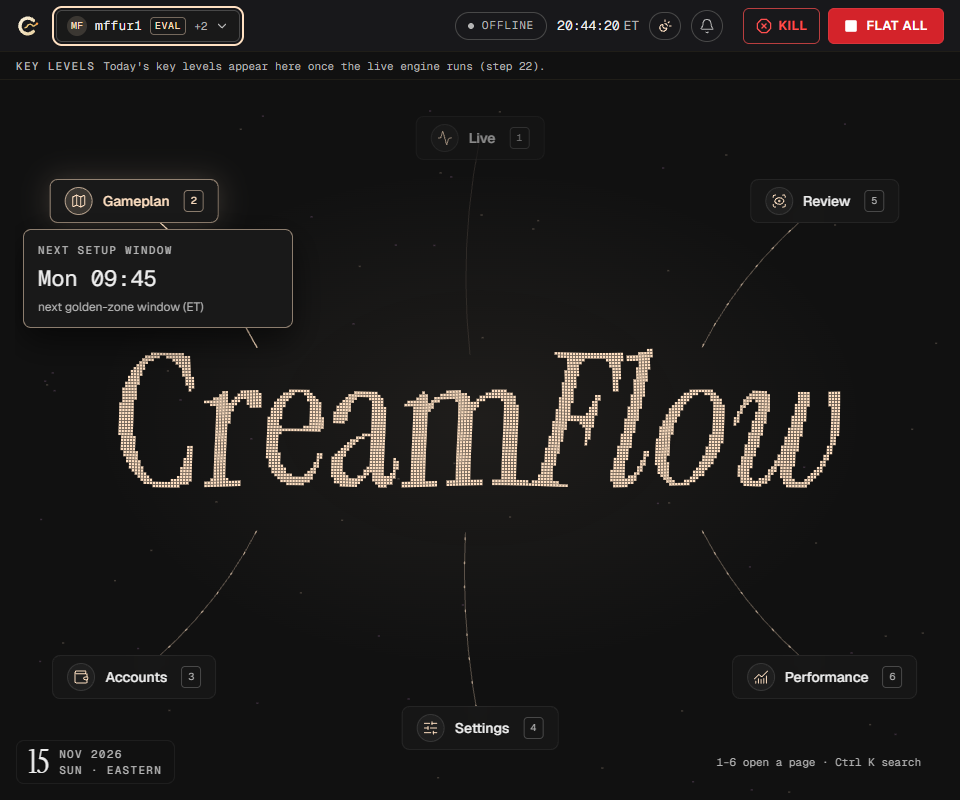 MF mffur1 EVAL +2
OFFLINE 20:44:20 ET
KILL
FLAT ALL
KEY LEVELS Today's key levels appear here once the live engine runs (step 22).
Live 1
Gameplan 2
Review 5
NEXT SETUP WINDOW
Mon 09:45
next golden-zone window (ET)
CreamFlow
Accounts 3
Performance 6
Settings 4
15 NOV 2026
SUN · EASTERN
1-6 open a page · Ctrl K search